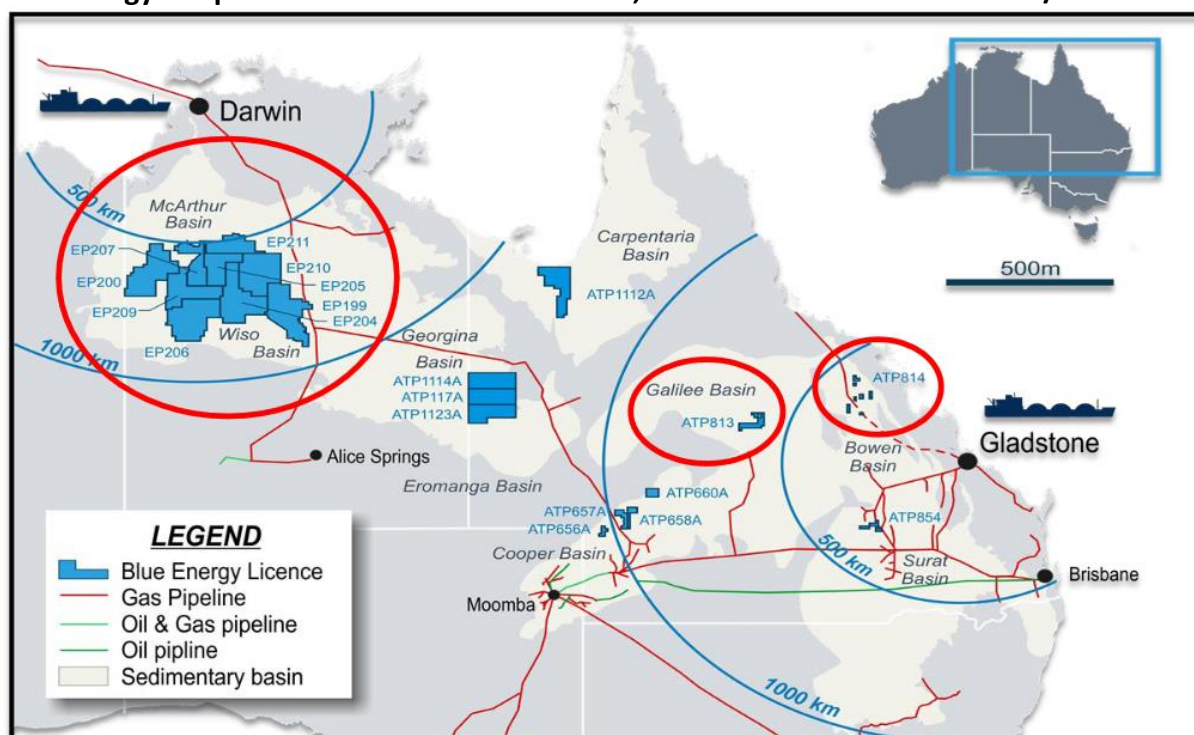 Darwin
500 km
McArthur
Basin
EP211
EP207
EP210
EP200
EP205
EP209
EP199
EP204
Wiso
Basin
EP206
1000 km
Carpentaria
Basin
ATP1112A
500m
Georgina
Basin
ATP1114A
ATP117A
ATP1123A
Galilee Basin
ATP813
ATP814
Gladstone
Bowen
Basin
Alice Springs
Eromanga Basin
ATP660A
ATP657A
ATP658A
ATP656A
ATP854
Cooper Basin
500 km
Surat
Basin
Brisbane
Moomba
1000 km
LEGEND
Blue Energy Licence
Gas Pipeline
Oil & Gas pipeline
Oil pipline
Sedimentary basin